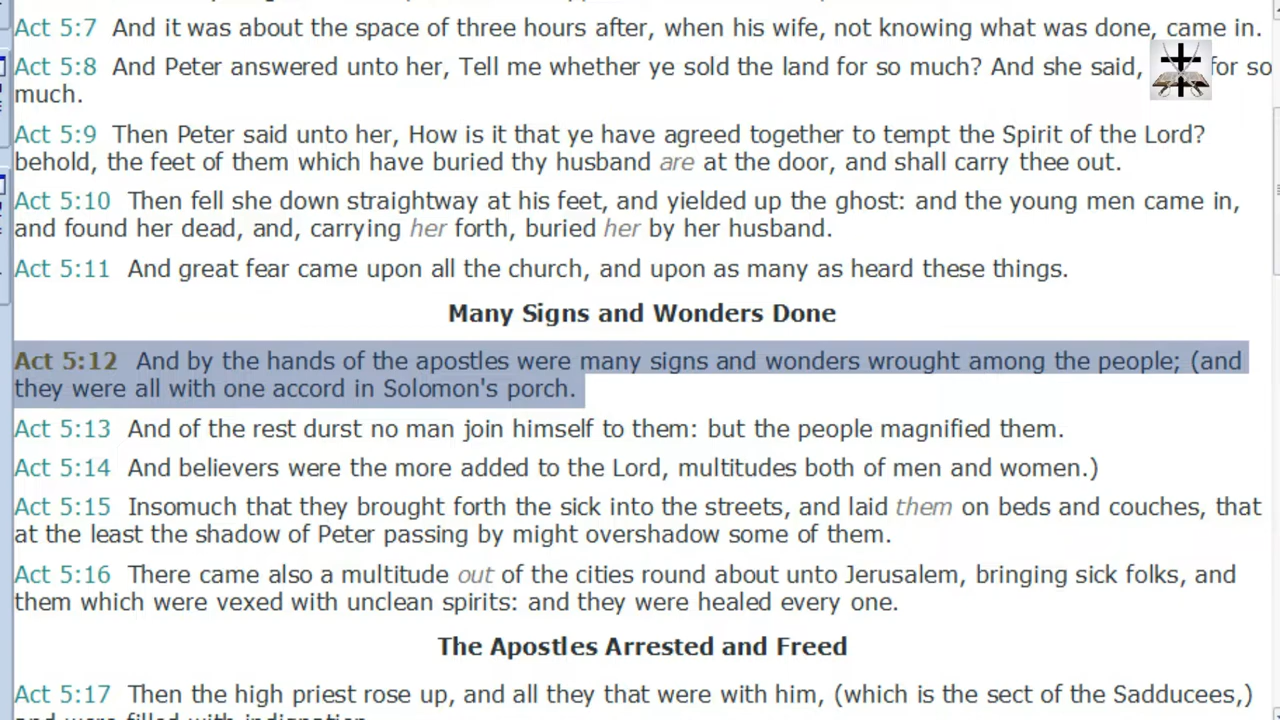 Act 5:7 And it was about the space of three hours after, when his wife, not knowing what was done, came in.
Act 5:8 And Peter answered unto her, Tell me whether ye sold the land for so much? And she said, for so
much.
Act 5:9 Then Peter said unto her, How is it that ye have agreed together to tempt the Spirit of the Lord?
behold, the feet of them which have buried thy husband are at the door, and shall carry thee out.
Act 5:10 Then fell she down straightway at his feet, and yielded up the ghost: and the young men came in,
and found her dead, and, carrying her forth, buried her by her husband.
Act 5:11 And great fear came upon all the church, and upon as many as heard these things.
Many Signs and Wonders Done
Act 5:12 And by the hands of the apostles were many signs and wonders wrought among the people; (and
they were all with one accord in Solomon's porch.
Act 5:13 And of the rest durst no man join himself to them: but the people magnified them.
Act 5:14 And believers were the more added to the Lord, multitudes both of men and women.)
Act 5:15 Insomuch that they brought forth the sick into the streets, and laid them on beds and couches, that
at the least the shadow of Peter passing by might overshadow some of them.
Act 5:16 There came also a multitude out of the cities round about unto Jerusalem, bringing sick folks, and
them which were vexed with unclean spirits: and they were healed every one.
The Apostles Arrested and Freed
Act 5:17 Then the high priest rose up, and all they that were with him, (which is the sect of the Sadducees,)
and were filled with indignation